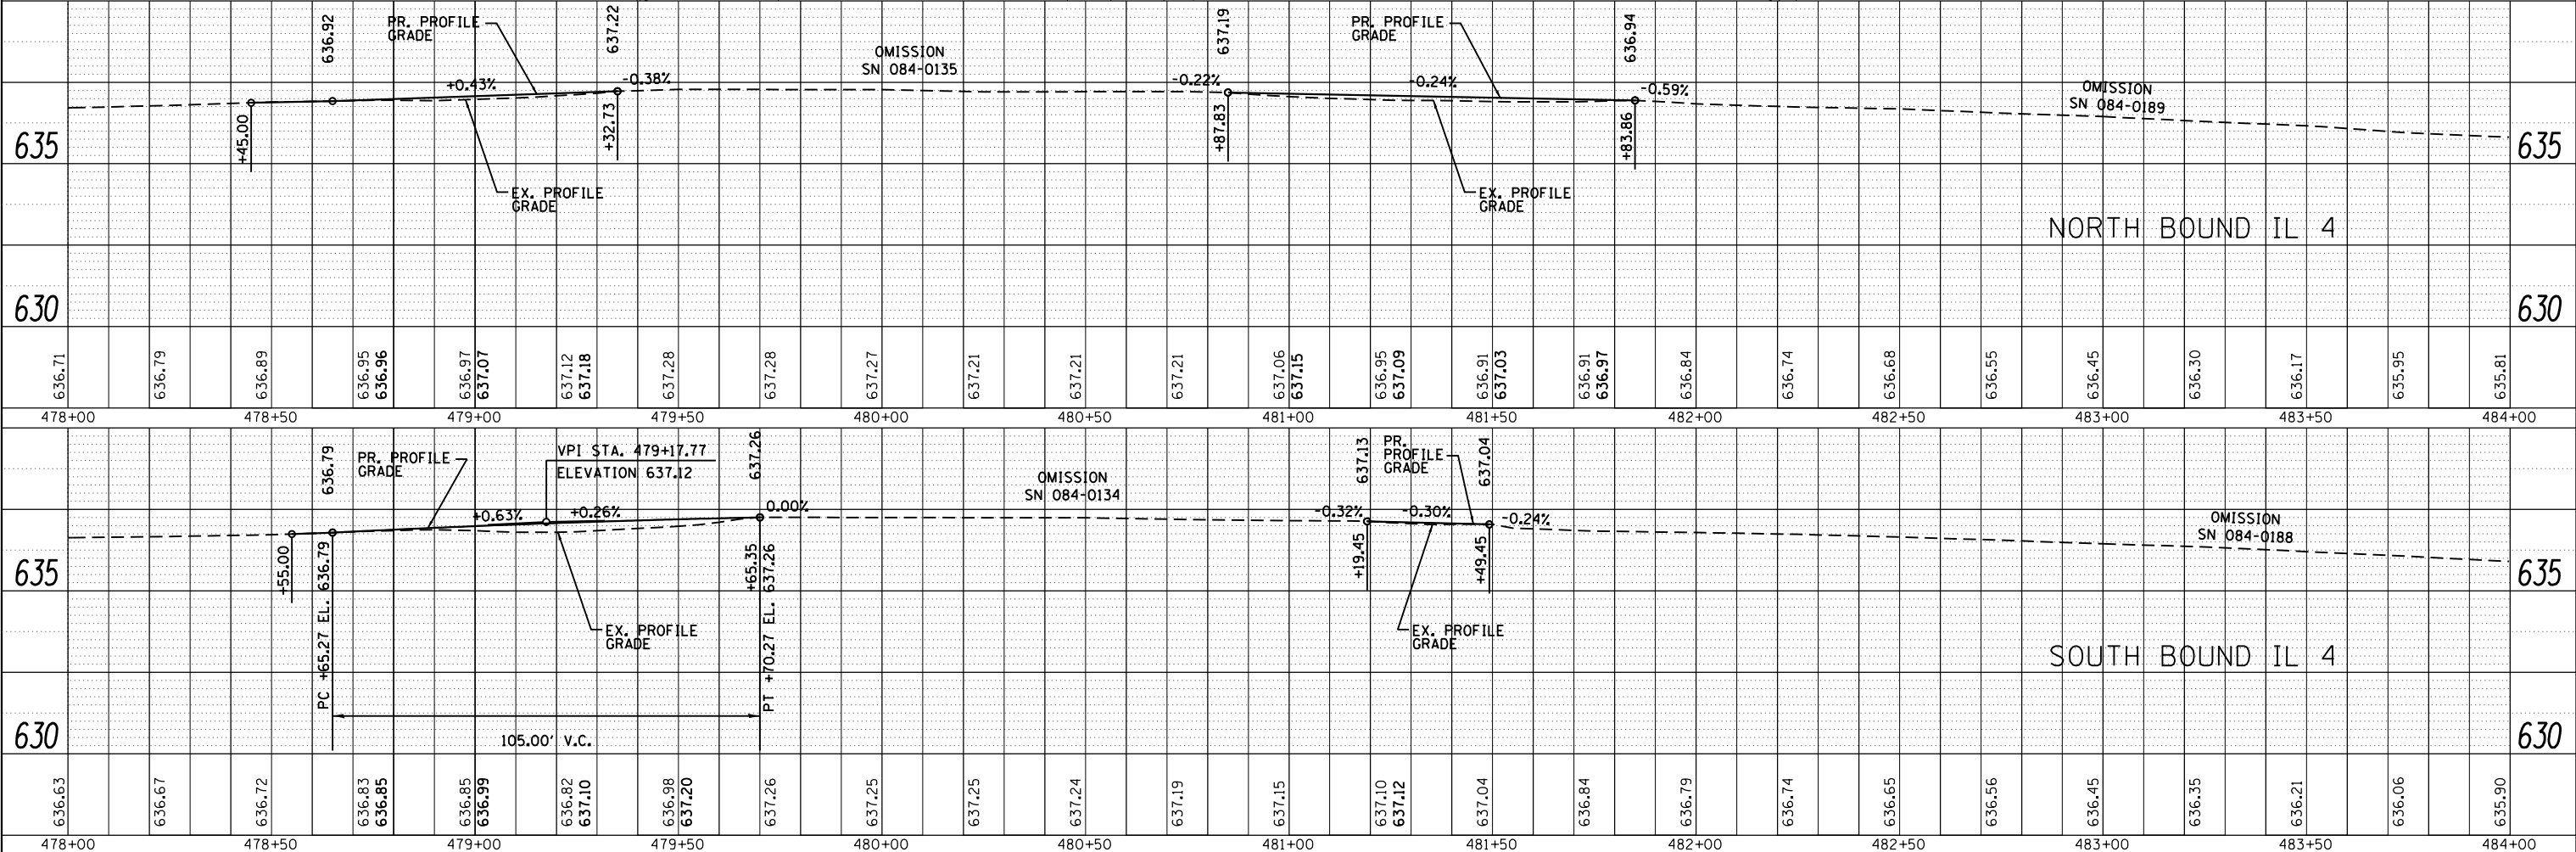 PR. PROFILE
GRADE
636.92
637.22
OMISSION
SN 084-0135
637.19
PR. PROFILE
GRADE
636.94
+0.43%
-0.38%
-0.22%
-0.24%
-0.59%
OMISSION
SN 084-0189
+45.00
+32.73
+87.83
+83.86
635
635
EX. PROFILE
GRADE
EX. PROFILE
GRADE
NORTH BOUND IL 4
630
630
636.71 636.79 636.89 636.95 636.96 636.97 637.07 637.12 637.18 637.28 637.28 637.27 637.21 637.21 637.21 637.06 637.15 636.95 637.09 636.91 637.03 636.91 636.97 636.84 636.74 636.68 636.55 636.45 636.30 636.17 635.95 635.81
478+00 478+50 479+00 479+50 480+00 480+50 481+00 481+50 482+00 482+50 483+00 483+50 484+00
636.79
PR. PROFILE
GRADE
VPI STA. 479+17.77
ELEVATION 637.12
637.26
OMISSION
SN 084-0134
637.13
PR.
PROFILE
GRADE
637.04
+0.63%
+0.26%
0.00%
-0.32%
-0.30%
-0.24%
OMISSION
SN 084-0188
+55.00
PC +65.27 EL. 636.79
+65.35
PT +70.27 EL. 637.26
+19.45
+49.45
635
635
EX. PROFILE
GRADE
EX. PROFILE
GRADE
SOUTH BOUND IL 4
630
630
105.00' V.C.
636.63 636.67 636.72 636.83 636.85 636.85 636.99 636.82 637.10 636.98 637.20 637.26 637.25 637.25 637.24 637.19 637.15 637.10 637.12 637.04 636.84 636.79 636.74 636.65 636.56 636.45 636.35 636.21 636.06 635.90
478+00 478+50 479+00 479+50 480+00 480+50 481+00 481+50 482+00 482+50 483+00 483+50 484+00